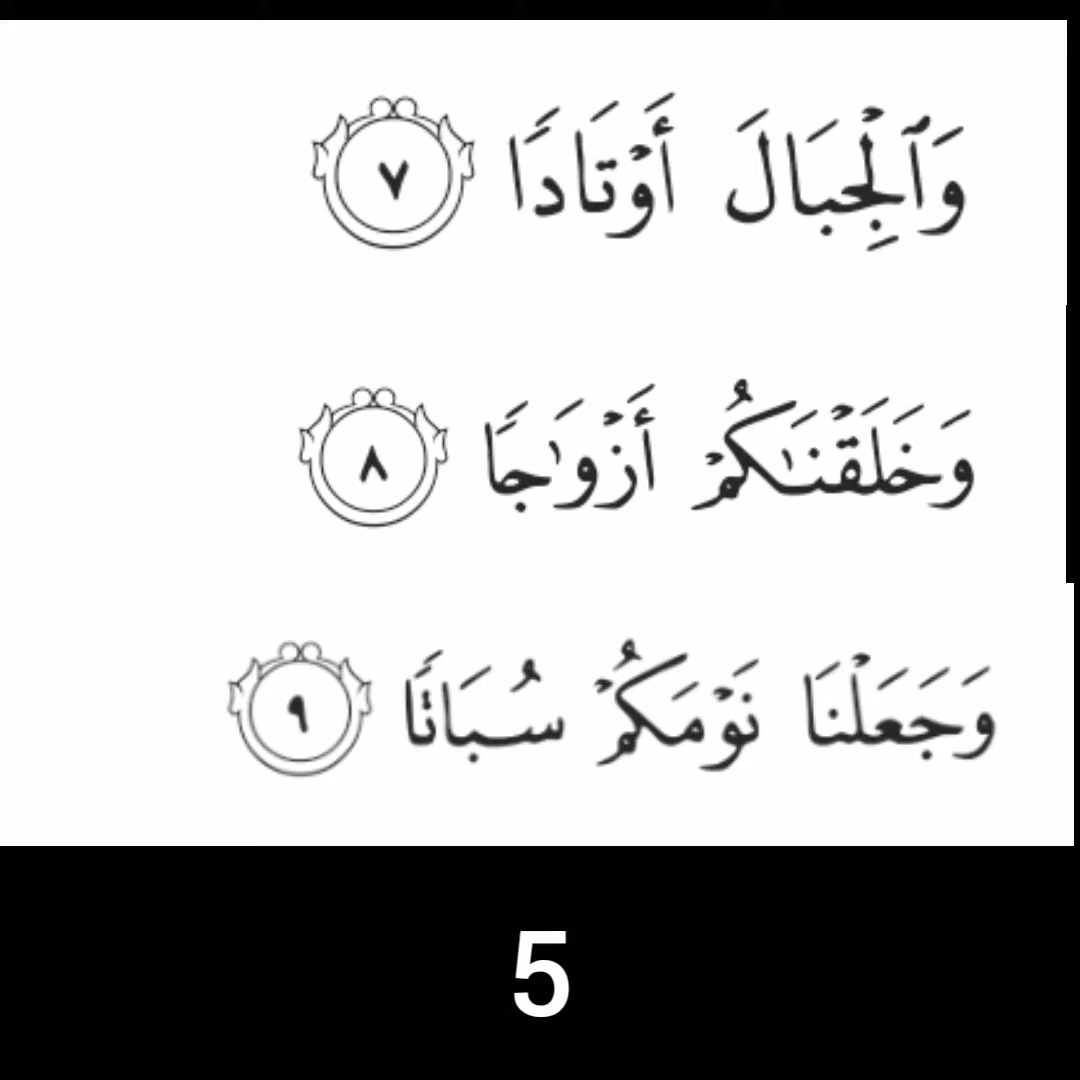 وَٱلْجِبَالَ أَوْتَادًا ٧
وَخَلَقْنَـٰكُمْ أَزْوَٰجًا ٨
وَجَعَلْنَا نَوْمَكُمْ سُبَاتًا ٩
5